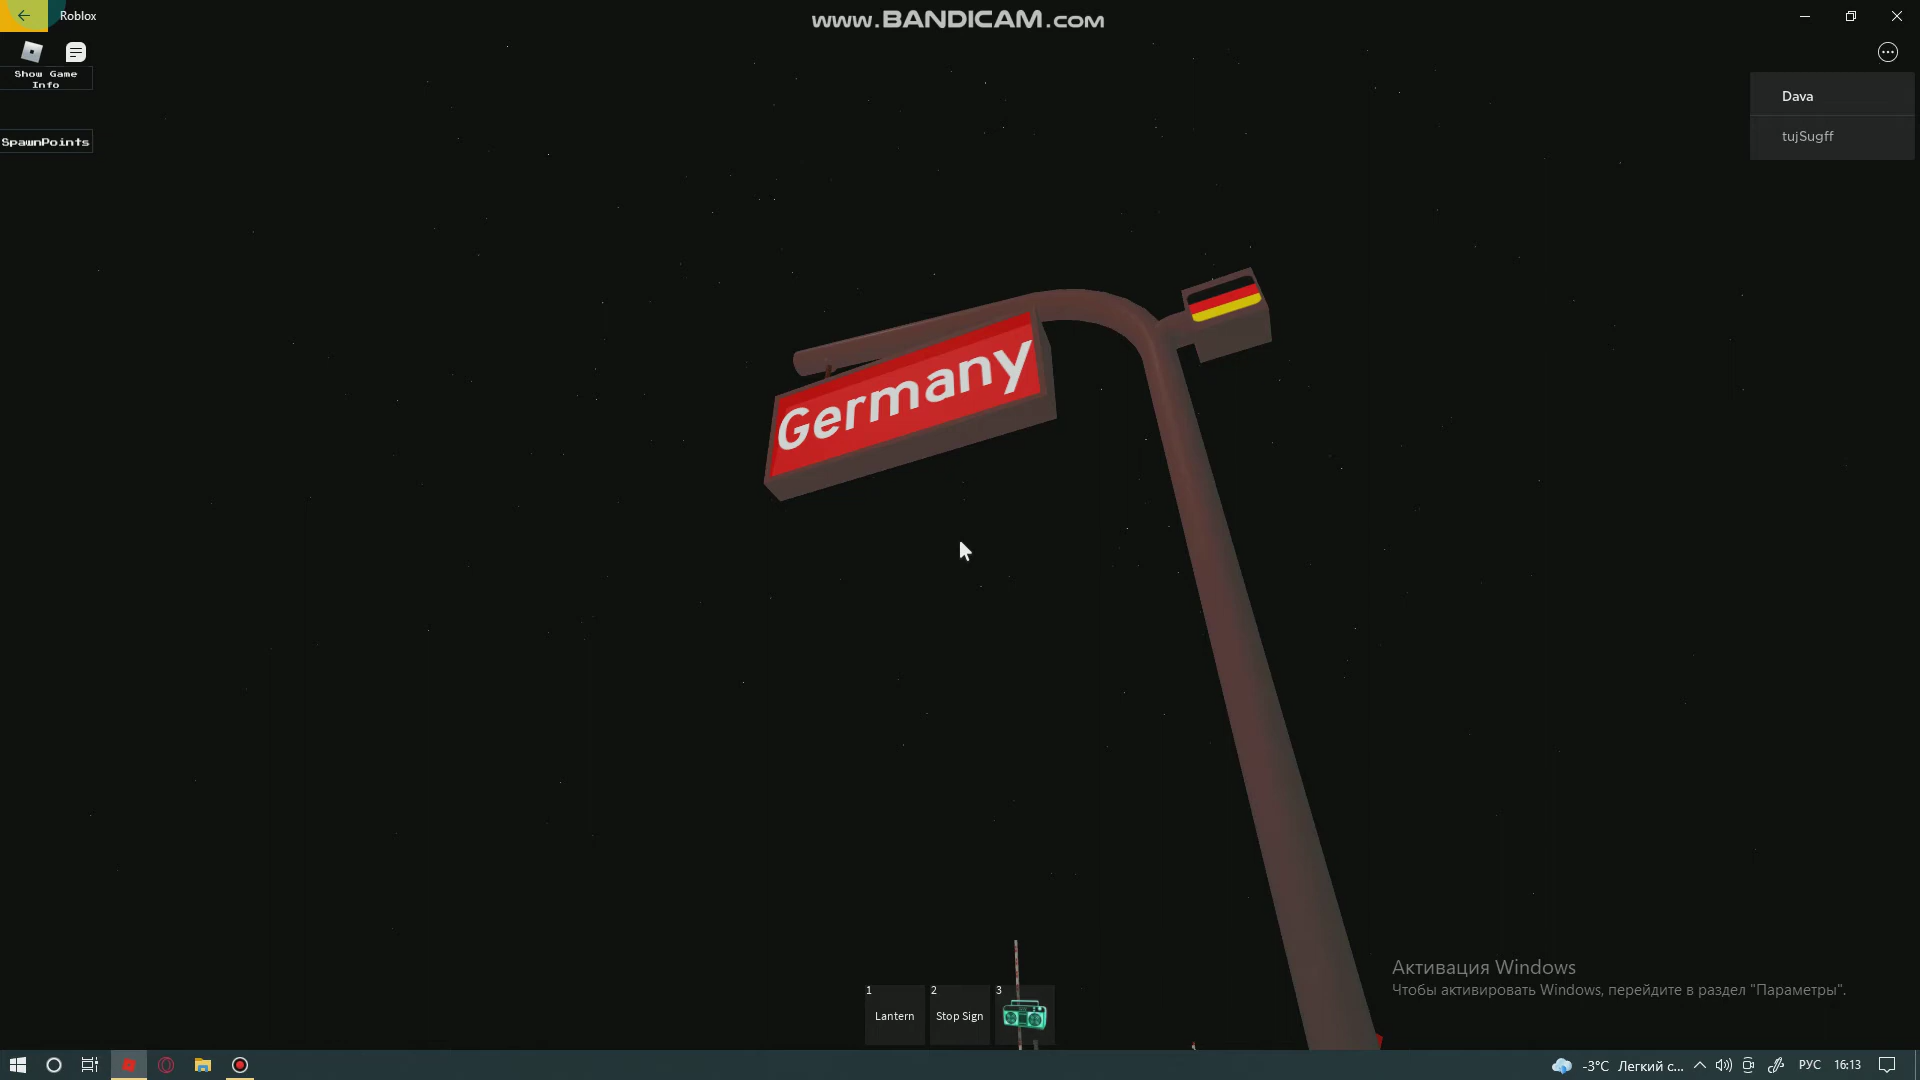 Roblox
www.BANDICAM.com
Show Game
Info
Dava
SpawnPoints
tujSugff
Germany
Активация Windows
Чтобы активировать Windows, перейдите в раздел "Параметры".
1
2
3
Lantern
Stop Sign
-3°C Легкий с...
РУС
16:13